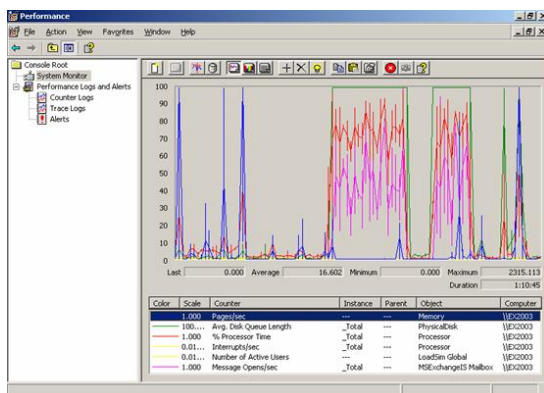 Performance
File Action View Favorites Window Help
Console Root
System Monitor
Performance Logs and Alerts
Counter Logs
Trace Logs
Alerts
100
90
80
70
60
50
40
30
20
10
0
Last 0.000 Average 16.602 Minimum 0.000 Maximum 2315.113
Duration 1:10:45
Color Scale Counter Instance Parent Object Computer
1.000 Pages/sec --- --- Memory \\EX2003
100.... Avg. Disk Queue Length _Total --- PhysicalDisk \\EX2003
1.000 % Processor Time _Total --- Processor \\EX2003
0.01... Interrupts/sec _Total --- Processor \\EX2003
0.01... Number of Active Users --- --- LoadSim Global \\EX2003
1.000 Message Opens/sec _Total --- MSExchangeIS Mailbox \\EX2003